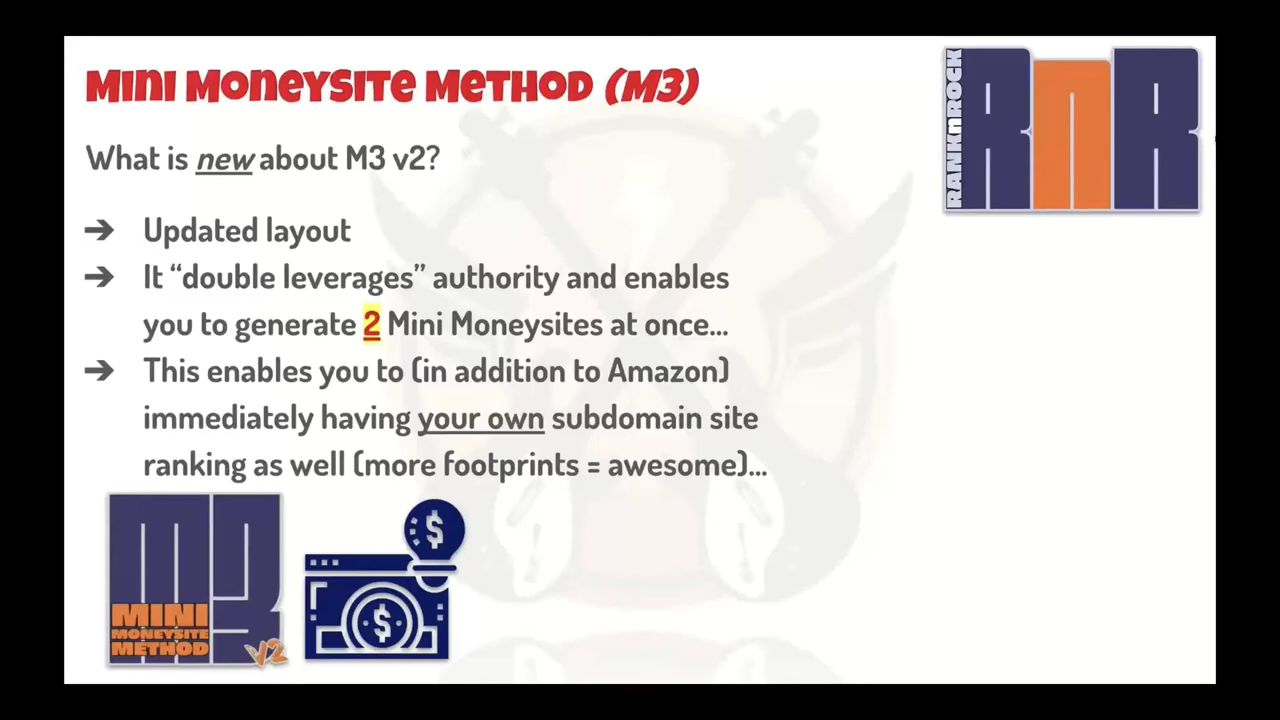 Mini Moneysite Method (M3)
RANKnROCK
RnR
What is new about M3 v2?
➔ Updated layout
➔ It “double leverages” authority and enables
you to generate 2 Mini Moneysites at once...
➔ This enables you to (in addition to Amazon)
immediately having your own subdomain site
ranking as well (more footprints = awesome)...
M3
MINI
MONEYSITE
METHOD
V2
$
$